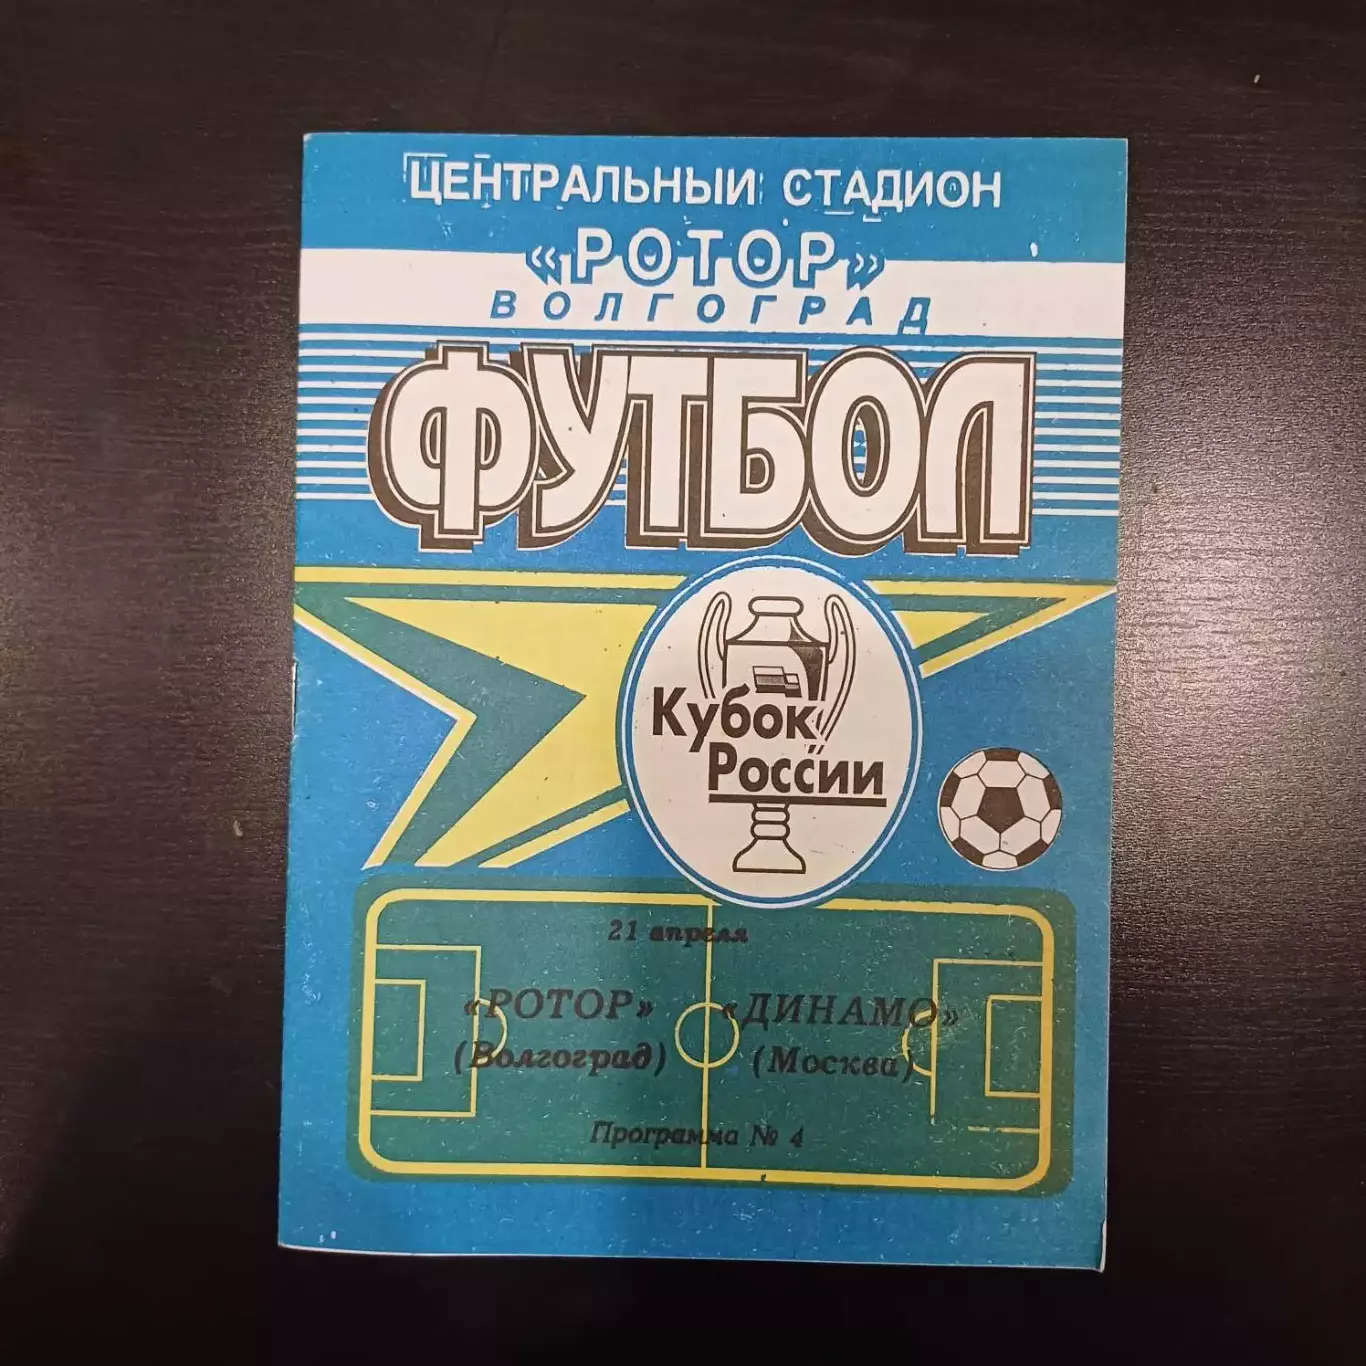 ЦЕНТРАЛЬНЫЙ СТАДИОН
«РОТОР»
ВОЛГОГРАД
ФУТБОЛ
Кубок
России
21 апреля
«РОТОР» «ДИНАМО»
(Волгоград) (Москва)
Программа № 4